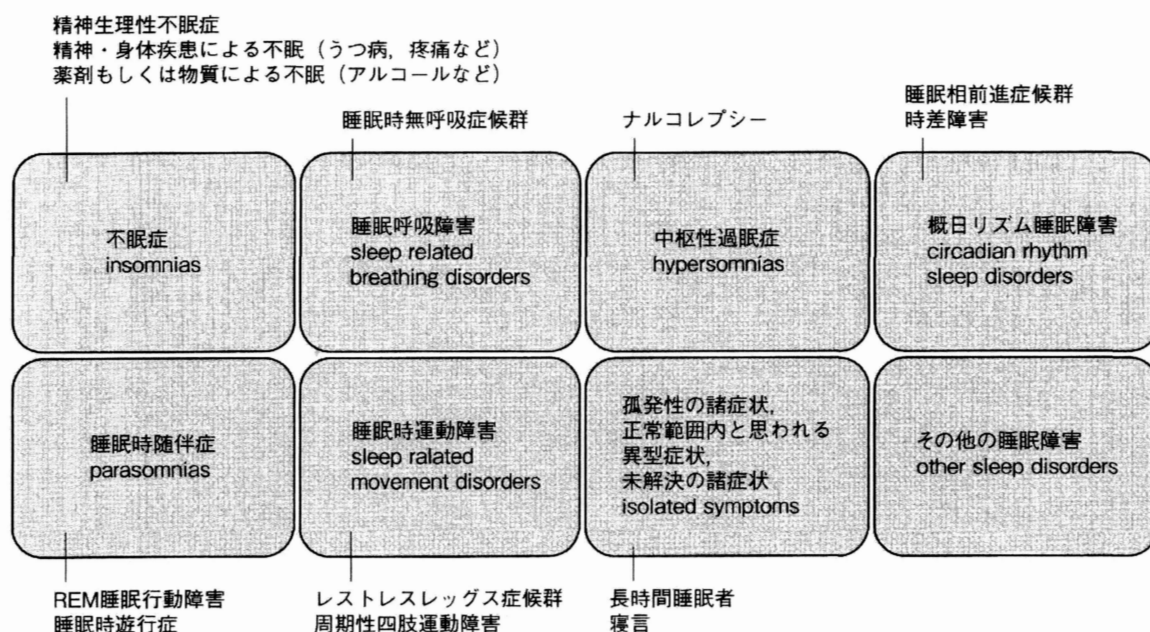 精神生理性不眠症
精神・身体疾患による不眠（うつ病，疼痛など）
薬剤もしくは物質による不眠（アルコールなど）
睡眠時無呼吸症候群
ナルコレプシー
睡眠相前進症候群
時差障害
不眠症
insomnias
睡眠呼吸障害
sleep related
breathing disorders
中枢性過眠症
hypersomnias
概日リズム睡眠障害
circadian rhythm
sleep disorders
睡眠時随伴症
parasomnias
睡眠時運動障害
sleep ralated
movement disorders
孤発性の諸症状，
正常範囲内と思われる
異型症状，
未解決の諸症状
isolated symptoms
その他の睡眠障害
other sleep disorders
REM睡眠行動障害
睡眠時遊行症
レストレスレッグス症候群
周期性四肢運動障害
長時間睡眠者
寝言